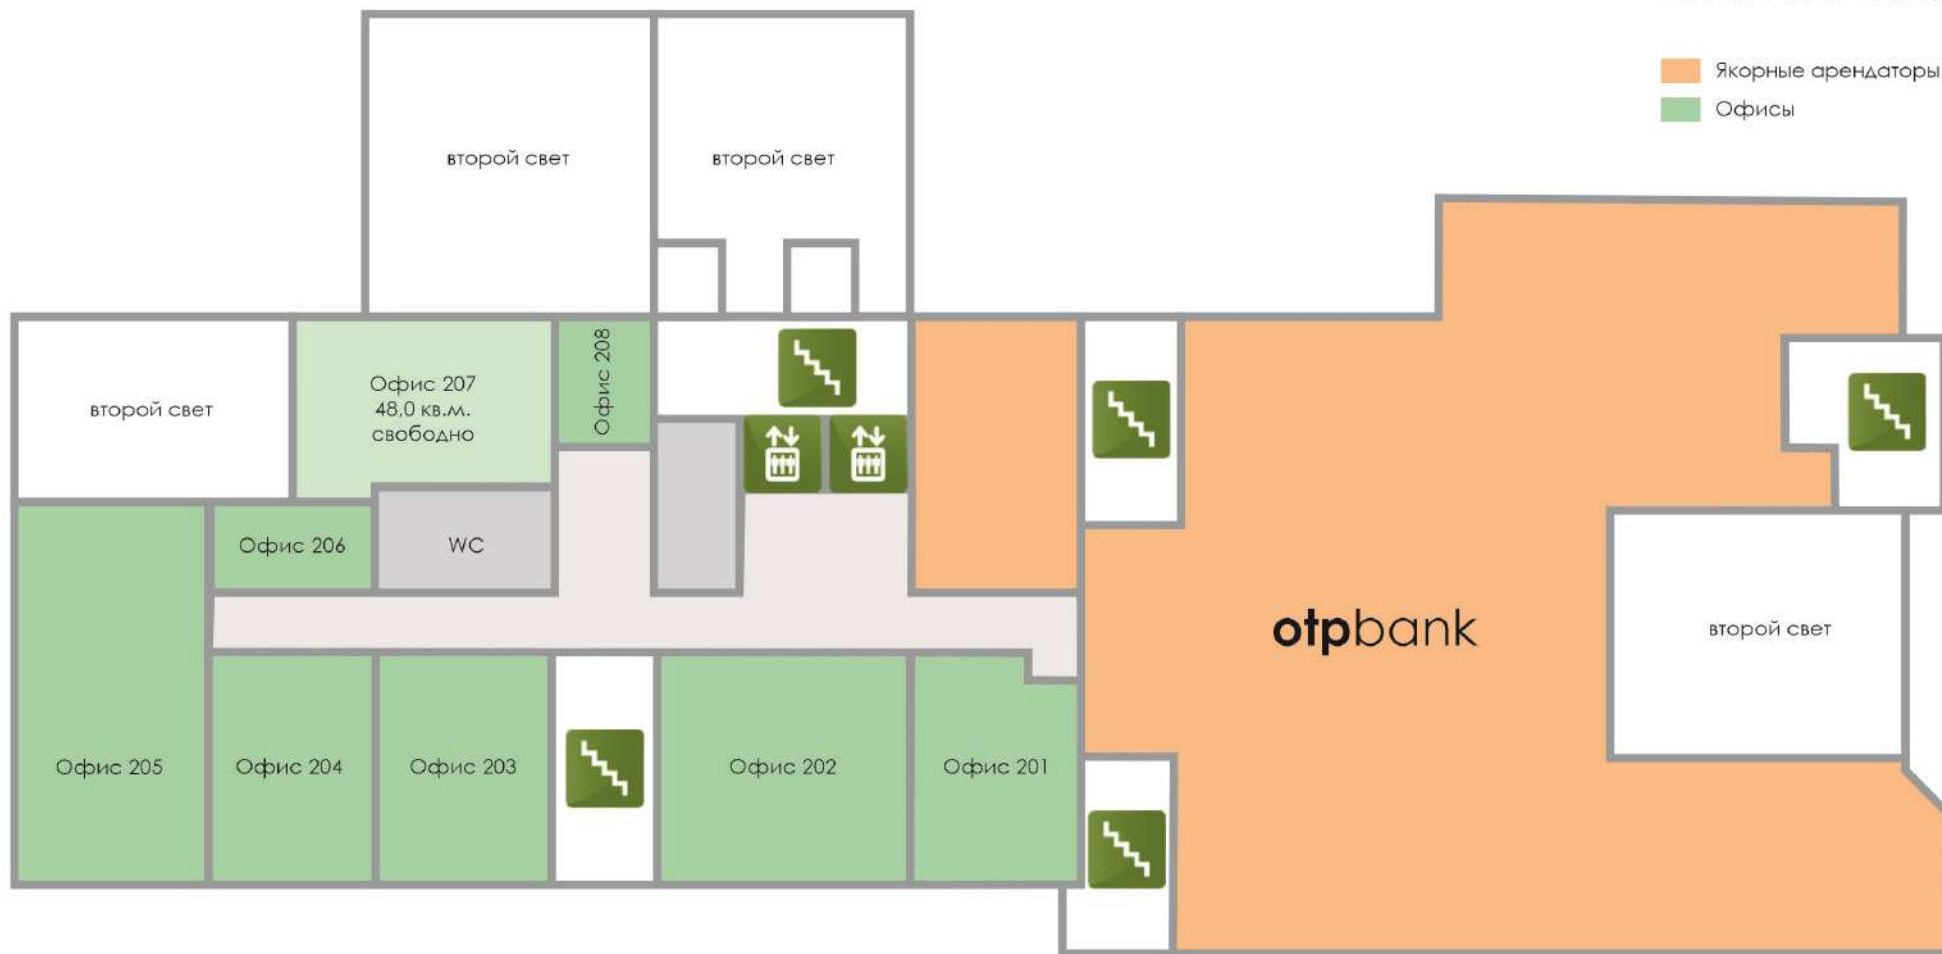 Якорные арендаторы
Офисы
второй свет
второй свет
второй свет
Офис 207
48,0 кв.м.
свободно
Офис 208
Офис 206
WC
otpbank
второй свет
Офис 205
Офис 204
Офис 203
Офис 202
Офис 201